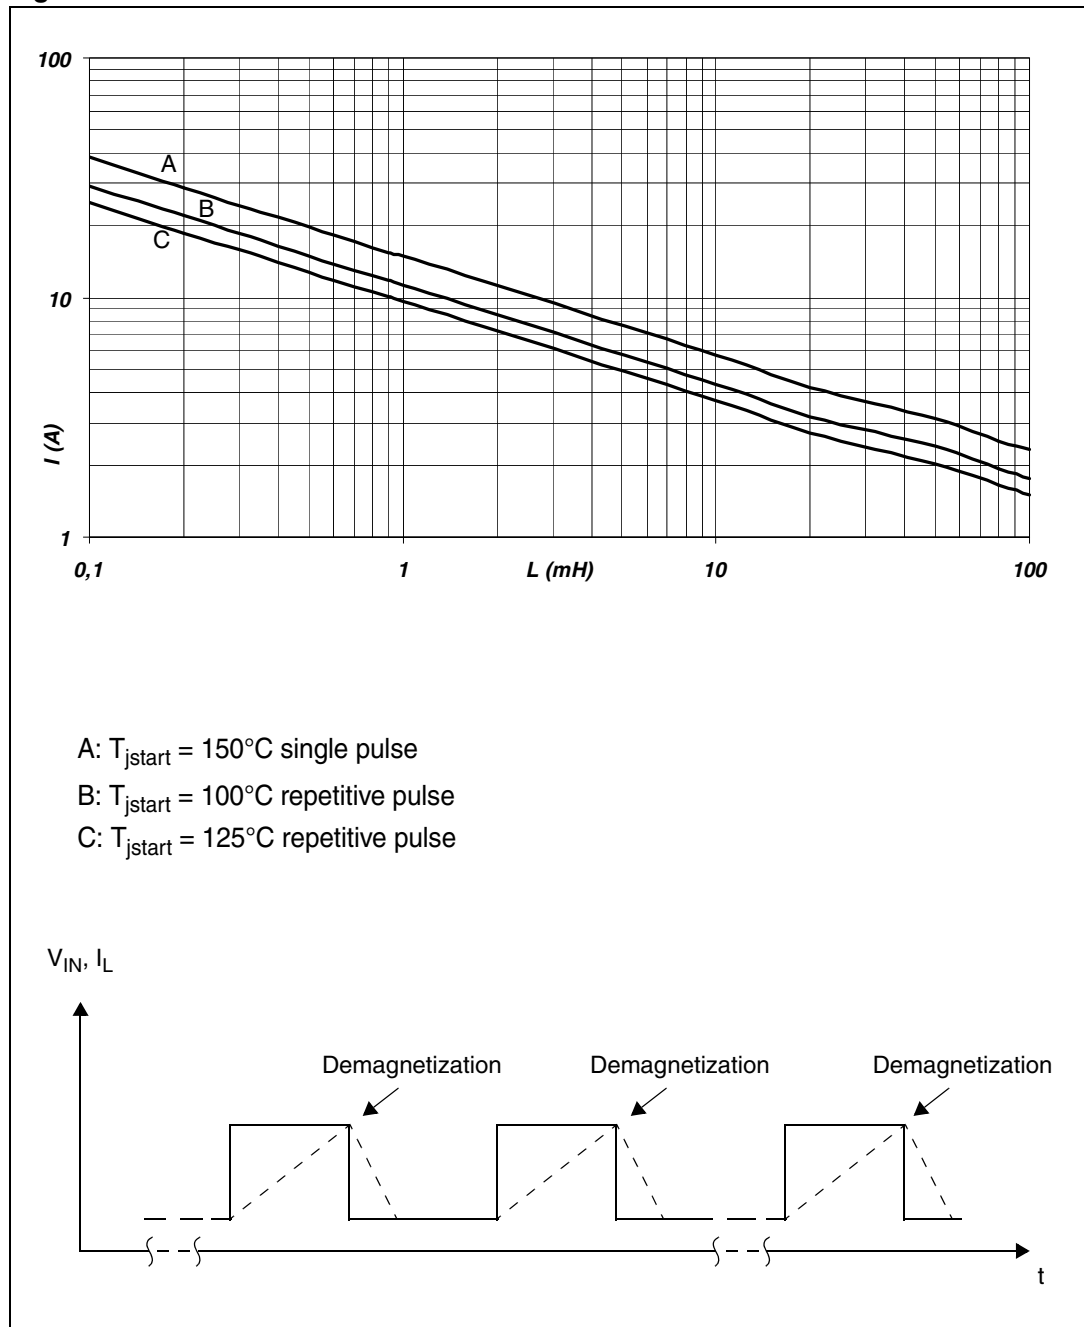 100
A
B
C
10
I (A)
1
0,1 1 L (mH) 10 100
A: Tjstart = 150°C single pulse
B: Tjstart = 100°C repetitive pulse
C: Tjstart = 125°C repetitive pulse
VIN, IL
Demagnetization Demagnetization Demagnetization
t